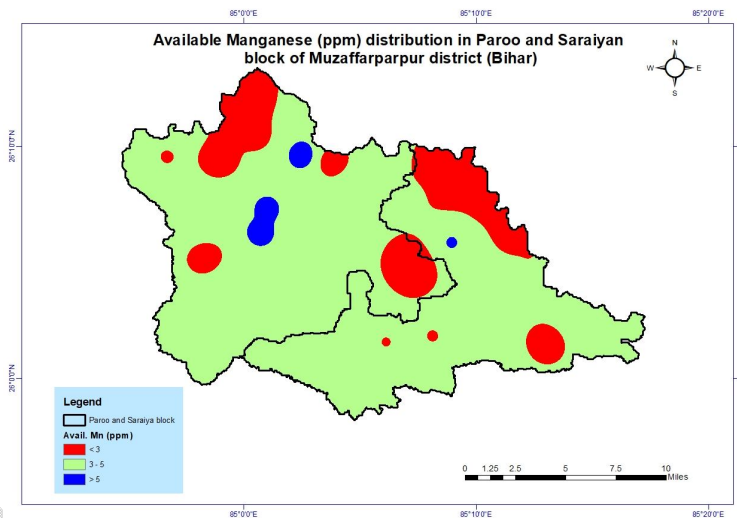 85°0'0"E 85°10'0"E 85°20'0"E
Available Manganese (ppm) distribution in Paroo and Saraiyan
block of Muzaffarparpur district (Bihar)
N
W E
S
26°10'0"N
26°0'0"N
Legend
Paroo and Saraiya block
Avail. Mn (ppm)
< 3
3 - 5
> 5
0 1.25 2.5 5 7.5 10
Miles
85°0'0"E 85°10'0"E 85°20'0"E